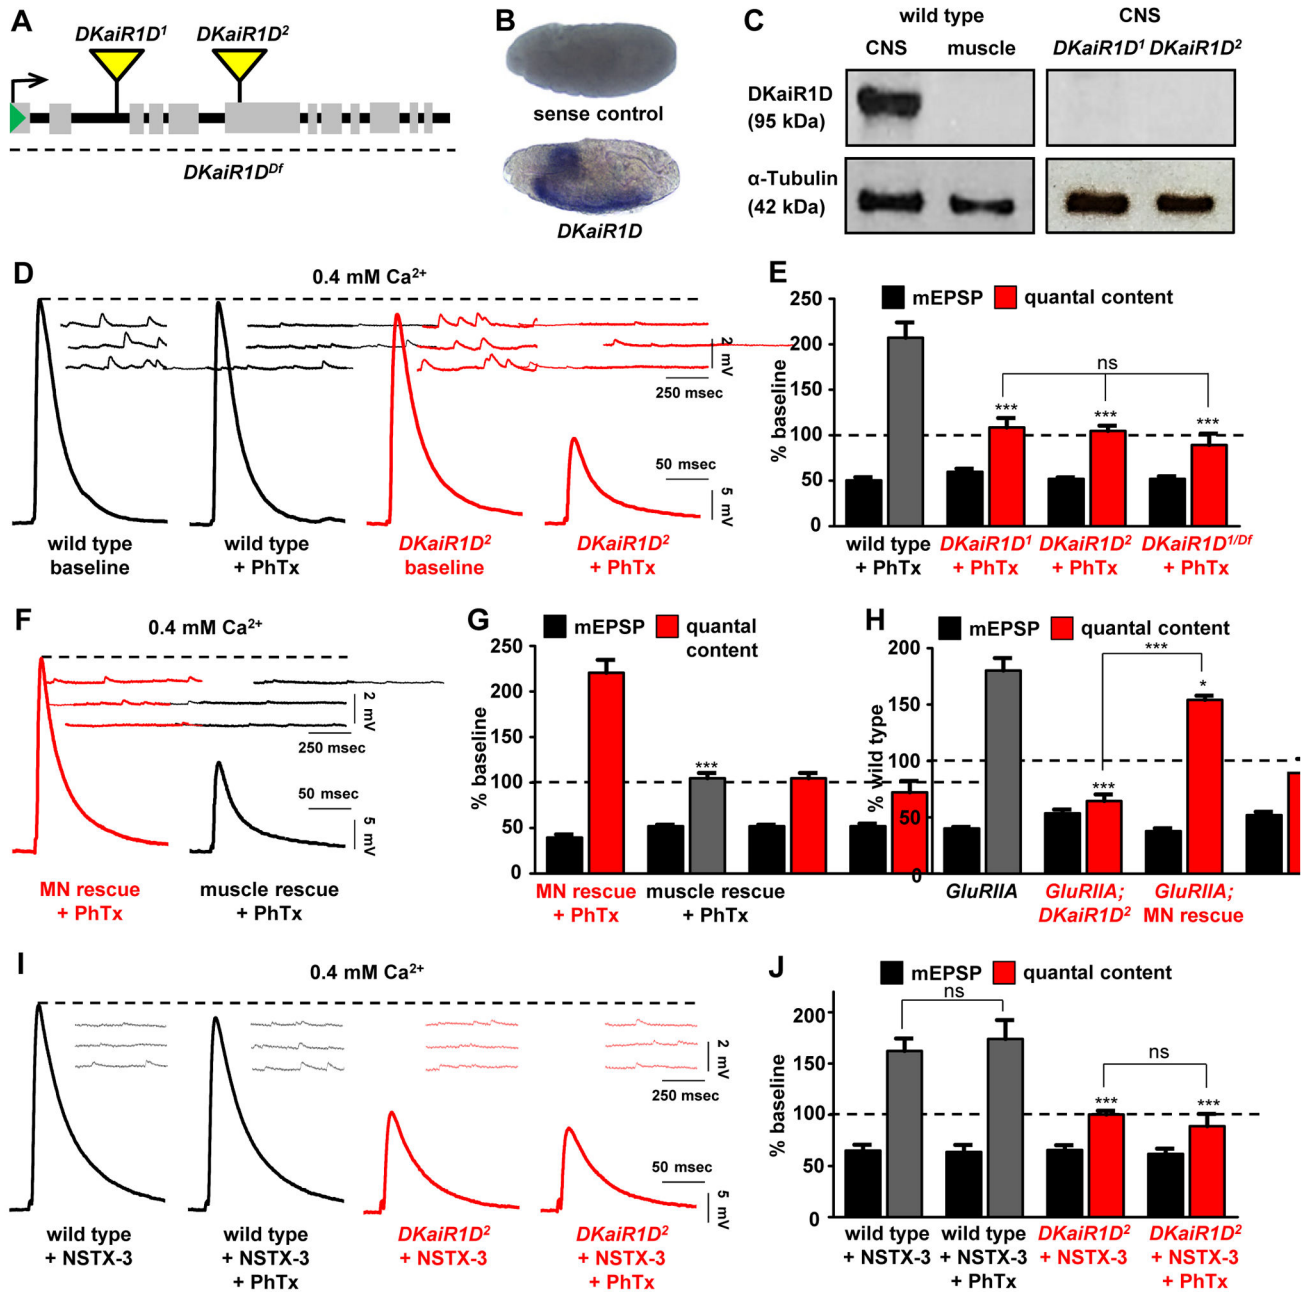 A
DKaiR1D¹
DKaiR1D²
DKaiR1D^Df
B
sense control
DKaiR1D
C
wild type
CNS
CNS
muscle
DKaiR1D¹ DKaiR1D²
DKaiR1D
(95 kDa)
α-Tubulin
(42 kDa)
D
0.4 mM Ca²⁺
2 mV
250 msec
50 msec
5 mV
wild type
baseline
wild type
+ PhTx
DKaiR1D²
baseline
DKaiR1D²
+ PhTx
E
mEPSP
quantal content
% baseline
250
200
150
100
50
0
ns
***
***
***
wild type
+ PhTx
DKaiR1D¹
+ PhTx
DKaiR1D²
+ PhTx
DKaiR1D^1/Df
+ PhTx
F
0.4 mM Ca²⁺
2 mV
250 msec
50 msec
5 mV
MN rescue
+ PhTx
muscle rescue
+ PhTx
G
mEPSP
quantal
content
% baseline
250
200
150
100
50
0
***
MN rescue
+ PhTx
muscle rescue
+ PhTx
H
mEPSP
quantal content
% wild type
200
150
100
50
0
***
***
*
GluRIIA
GluRIIA;
DKaiR1D²
GluRIIA;
MN rescue
I
0.4 mM Ca²⁺
2 mV
250 msec
50 msec
5 mV
wild type
+ NSTX-3
wild type
+ NSTX-3
+ PhTx
DKaiR1D²
+ NSTX-3
DKaiR1D²
+ NSTX-3
+ PhTx
J
mEPSP
quantal content
% baseline
200
150
100
50
0
ns
ns
***
***
wild type
+ NSTX-3
wild type
+ NSTX-3
+ PhTx
DKaiR1D²
+ NSTX-3
DKaiR1D²
+ NSTX-3
+ PhTx